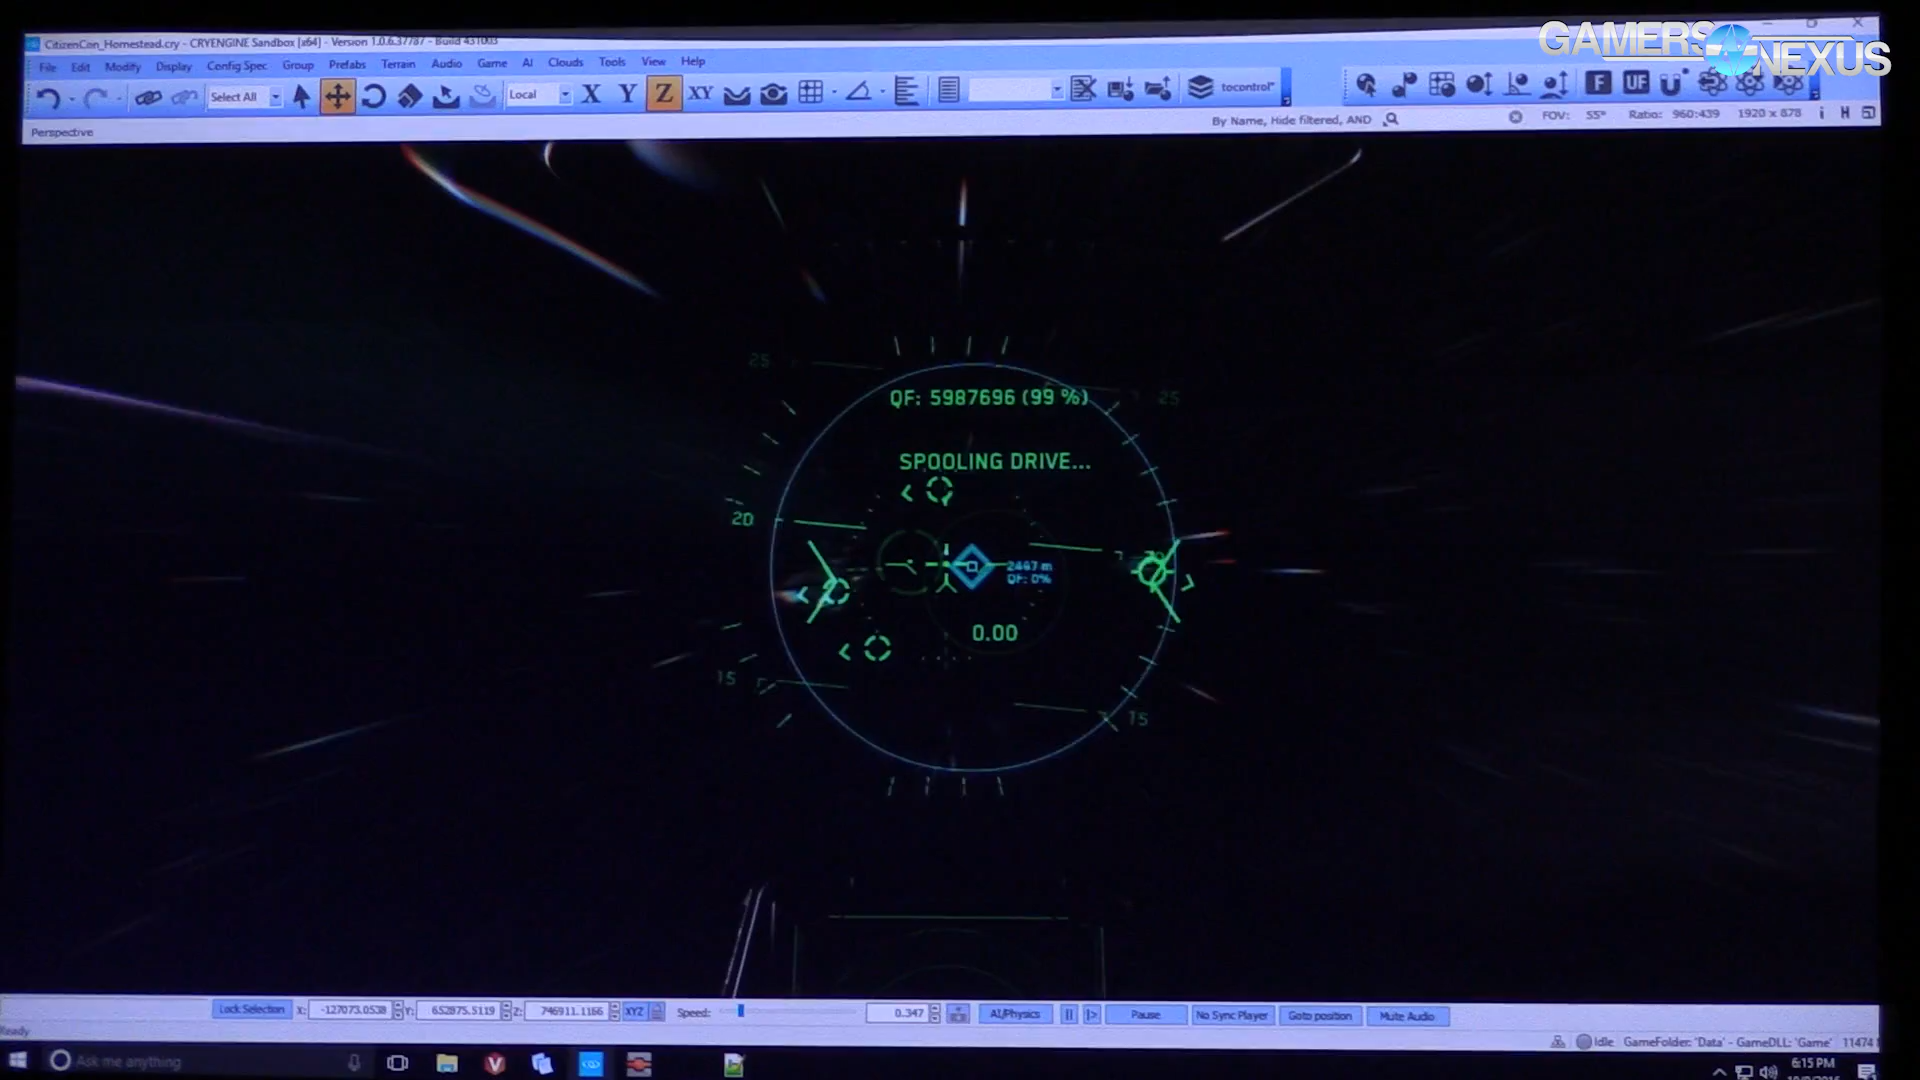 GAMERS NEXUS
CitizenCon_Homestead.cry - CRYENGINE Sandbox [x64] - Version 1.0.6.37787 - Build 431003
File Edit Modify Display Config Spec Group Prefabs Terrain Audio Game AI Clouds Tools View Help
Select All Local X Y Z XY tocontrol* F UF
Perspective By Name, Hide filtered, AND FOV: 55° Ratio: 960:439 1920 x 878 i H
25
QF: 5987696 (99 %)
25
SPOOLING DRIVE...
20
2467 m
QF: 0%
0.00
15
15
Lock Selection X: -127073.0538 Y: 652875.5119 Z: 746911.1166 XYZ Speed: 0.347 AI/Physics Pause No Sync Player Goto position Mute Audio
Ready Idle GameFolder: 'Data' - GameDLL: 'Game' 11474
Ask me anything 6:15 PM